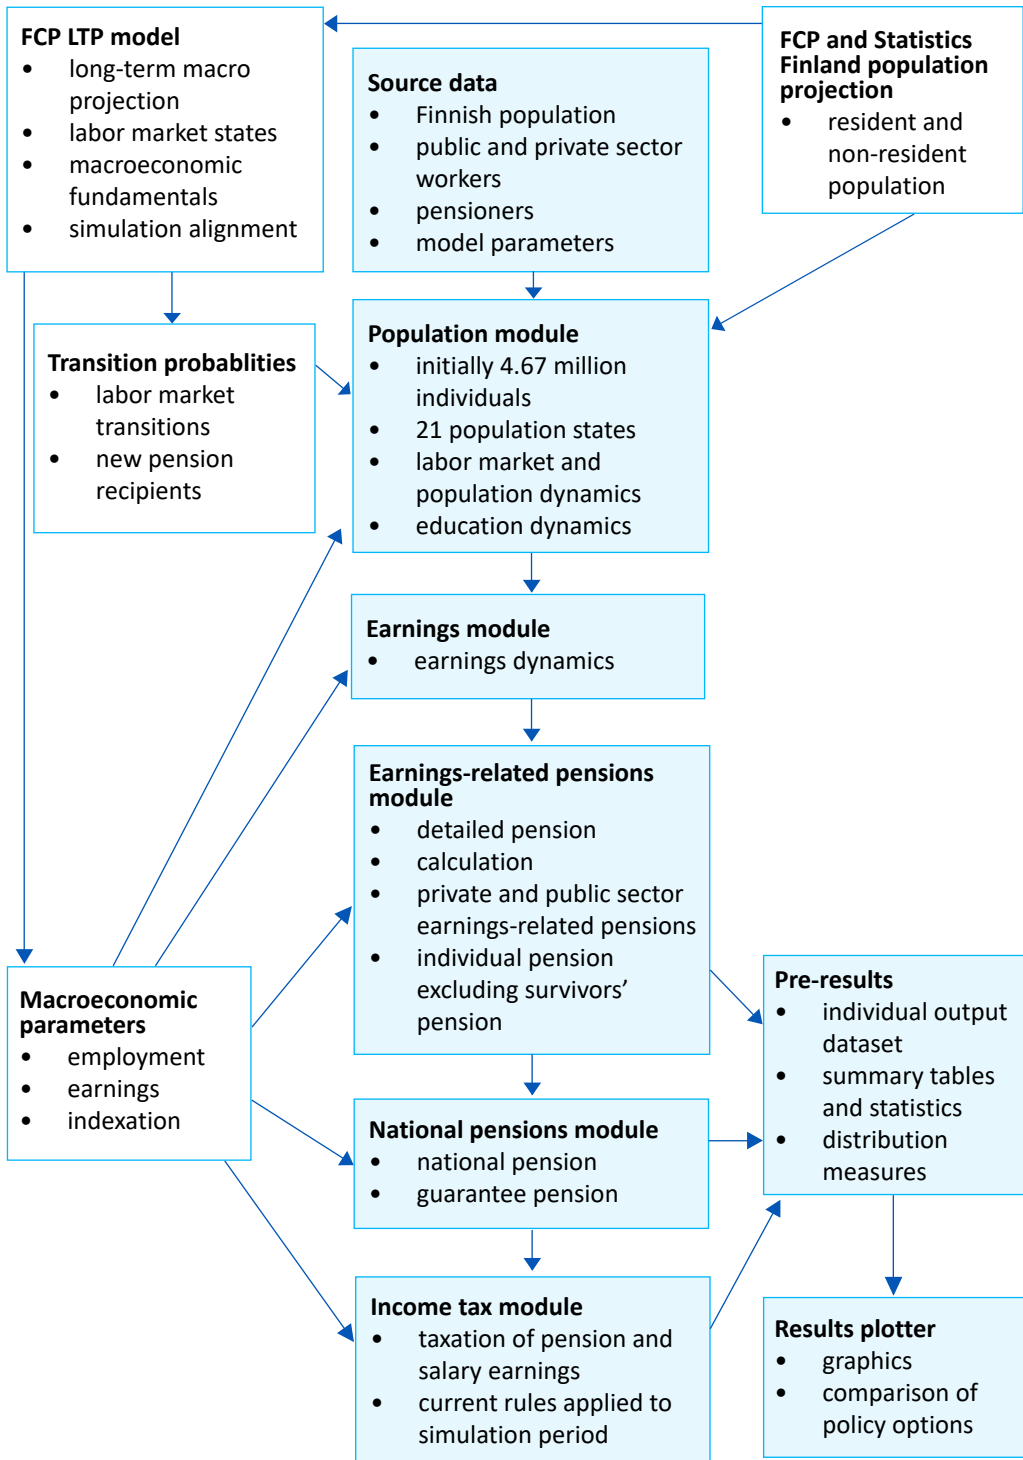 FCP LTP model
• long-term macro
projection
• labor market states
• macroeconomic
fundamentals
• simulation alignment
Source data
• Finnish population
• public and private sector
workers
• pensioners
• model parameters
FCP and Statistics
Finland population
projection
• resident and
non-resident
population
Transition probablities
• labor market
transitions
• new pension
recipients
Population module
• initially 4.67 million
individuals
• 21 population states
• labor market and
population dynamics
• education dynamics
Earnings module
• earnings dynamics
Earnings-related pensions
module
• detailed pension
• calculation
• private and public sector
earnings-related pensions
• individual pension
excluding survivors’
pension
Macroeconomic
parameters
• employment
• earnings
• indexation
Pre-results
• individual output
dataset
• summary tables
and statistics
• distribution
measures
National pensions module
• national pension
• guarantee pension
Income tax module
• taxation of pension and
salary earnings
• current rules applied to
simulation period
Results plotter
• graphics
• comparison of
policy options